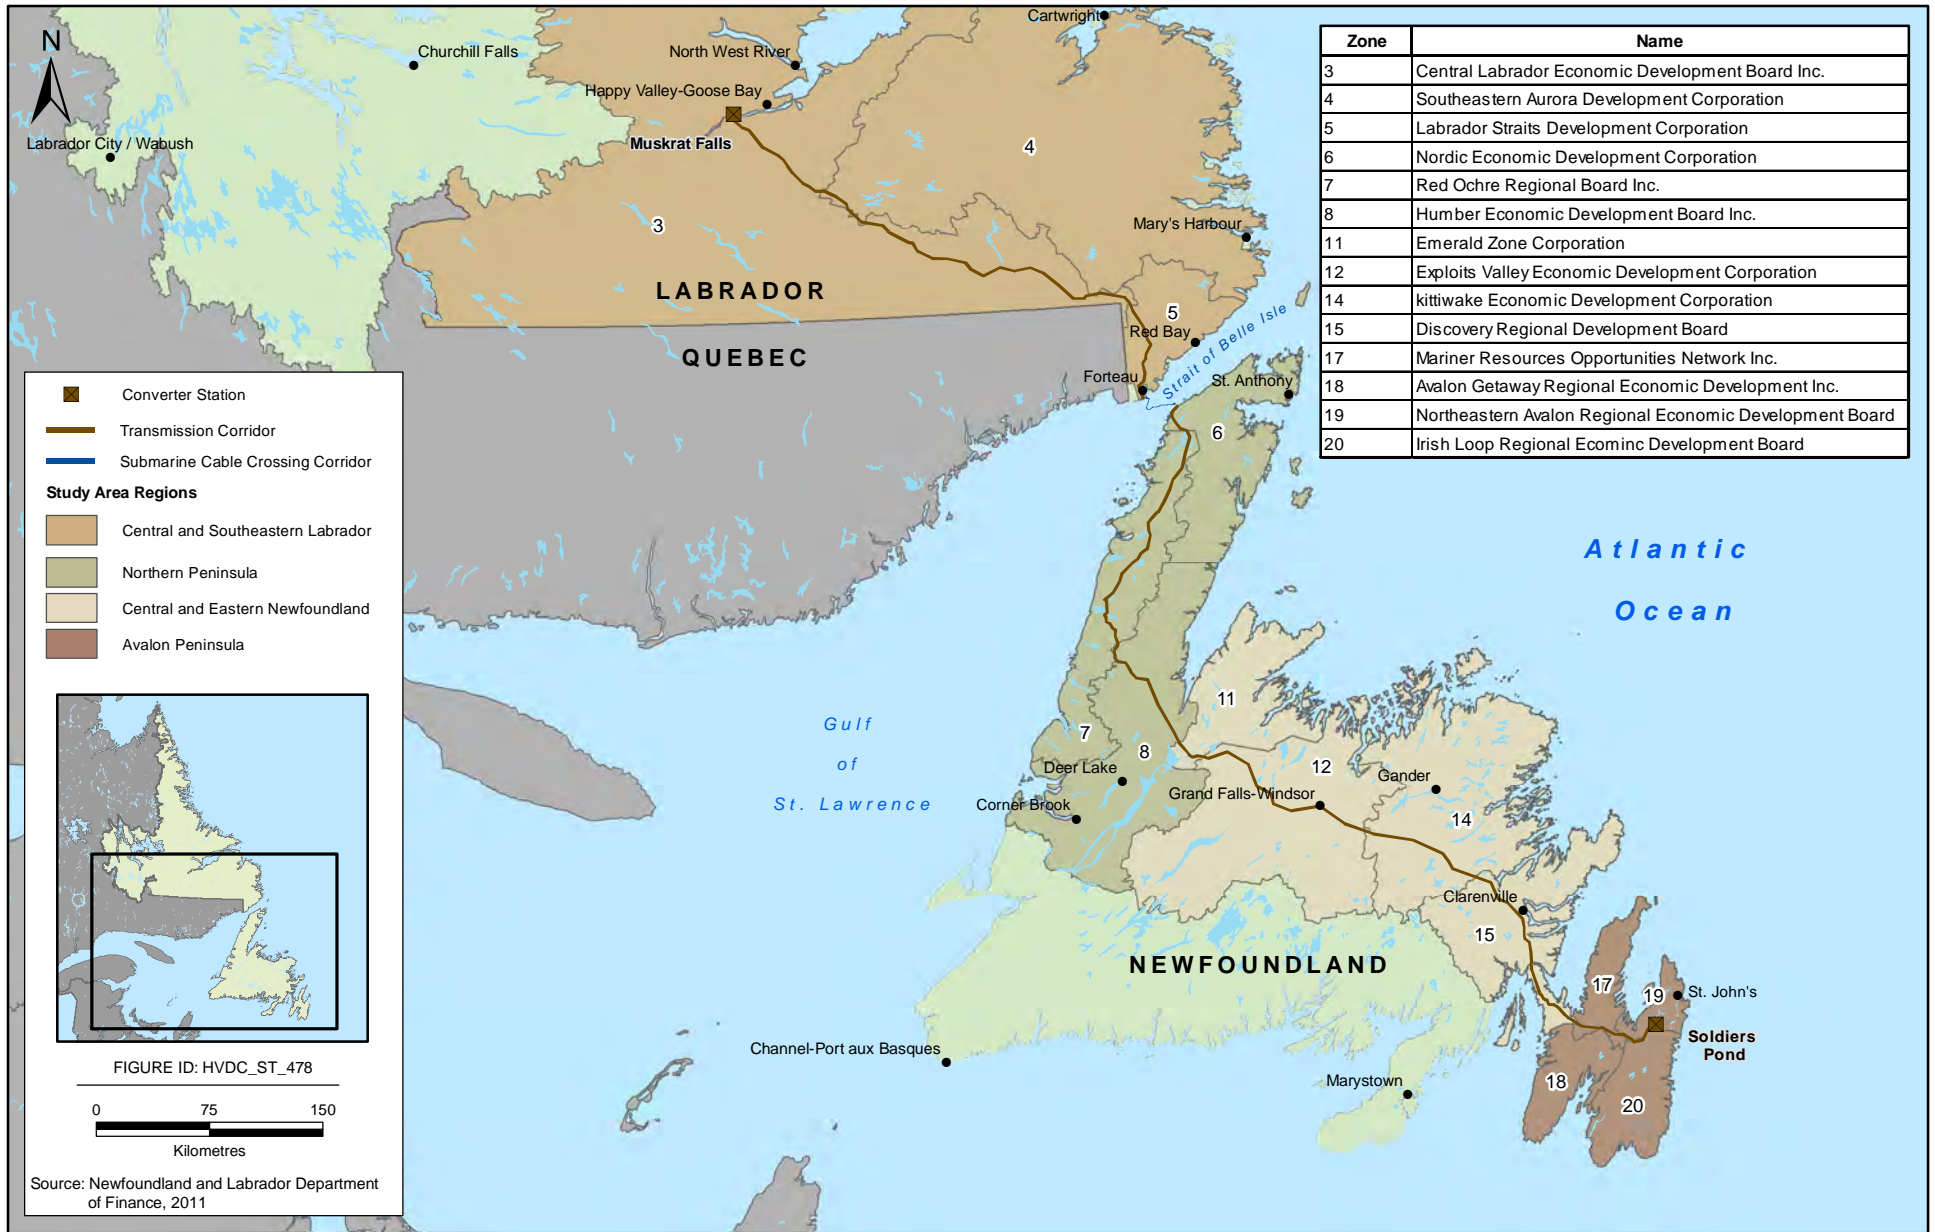 Cartwright
N
Churchill Falls
North West River
Happy Valley-Goose Bay
Labrador City / Wabush
Muskrat Falls
4
3
Mary's Harbour
LABRADOR
5
Red Bay
QUEBEC
Strait of Belle Isle
Forteau
St. Anthony
6
Zone Name
3 Central Labrador Economic Development Board Inc.
4 Southeastern Aurora Development Corporation
5 Labrador Straits Development Corporation
6 Nordic Economic Development Corporation
7 Red Ochre Regional Board Inc.
8 Humber Economic Development Board Inc.
11 Emerald Zone Corporation
12 Exploits Valley Economic Development Corporation
14 kittiwake Economic Development Corporation
15 Discovery Regional Development Board
17 Mariner Resources Opportunities Network Inc.
18 Avalon Getaway Regional Economic Development Inc.
19 Northeastern Avalon Regional Economic Development Board
20 Irish Loop Regional Ecominc Development Board
Atlantic
Ocean
Gulf
of
St. Lawrence
11
7
8
12
Deer Lake
Gander
Grand Falls-Windsor
Corner Brook
14
Clarenville
15
NEWFOUNDLAND
17
19
St. John's
Soldiers
Pond
Channel-Port aux Basques
Marystown
18
20
Converter Station
Transmission Corridor
Submarine Cable Crossing Corridor
Study Area Regions
Central and Southeastern Labrador
Northern Peninsula
Central and Eastern Newfoundland
Avalon Peninsula
FIGURE ID: HVDC_ST_478
0 75 150
Kilometres
Source: Newfoundland and Labrador Department
of Finance, 2011